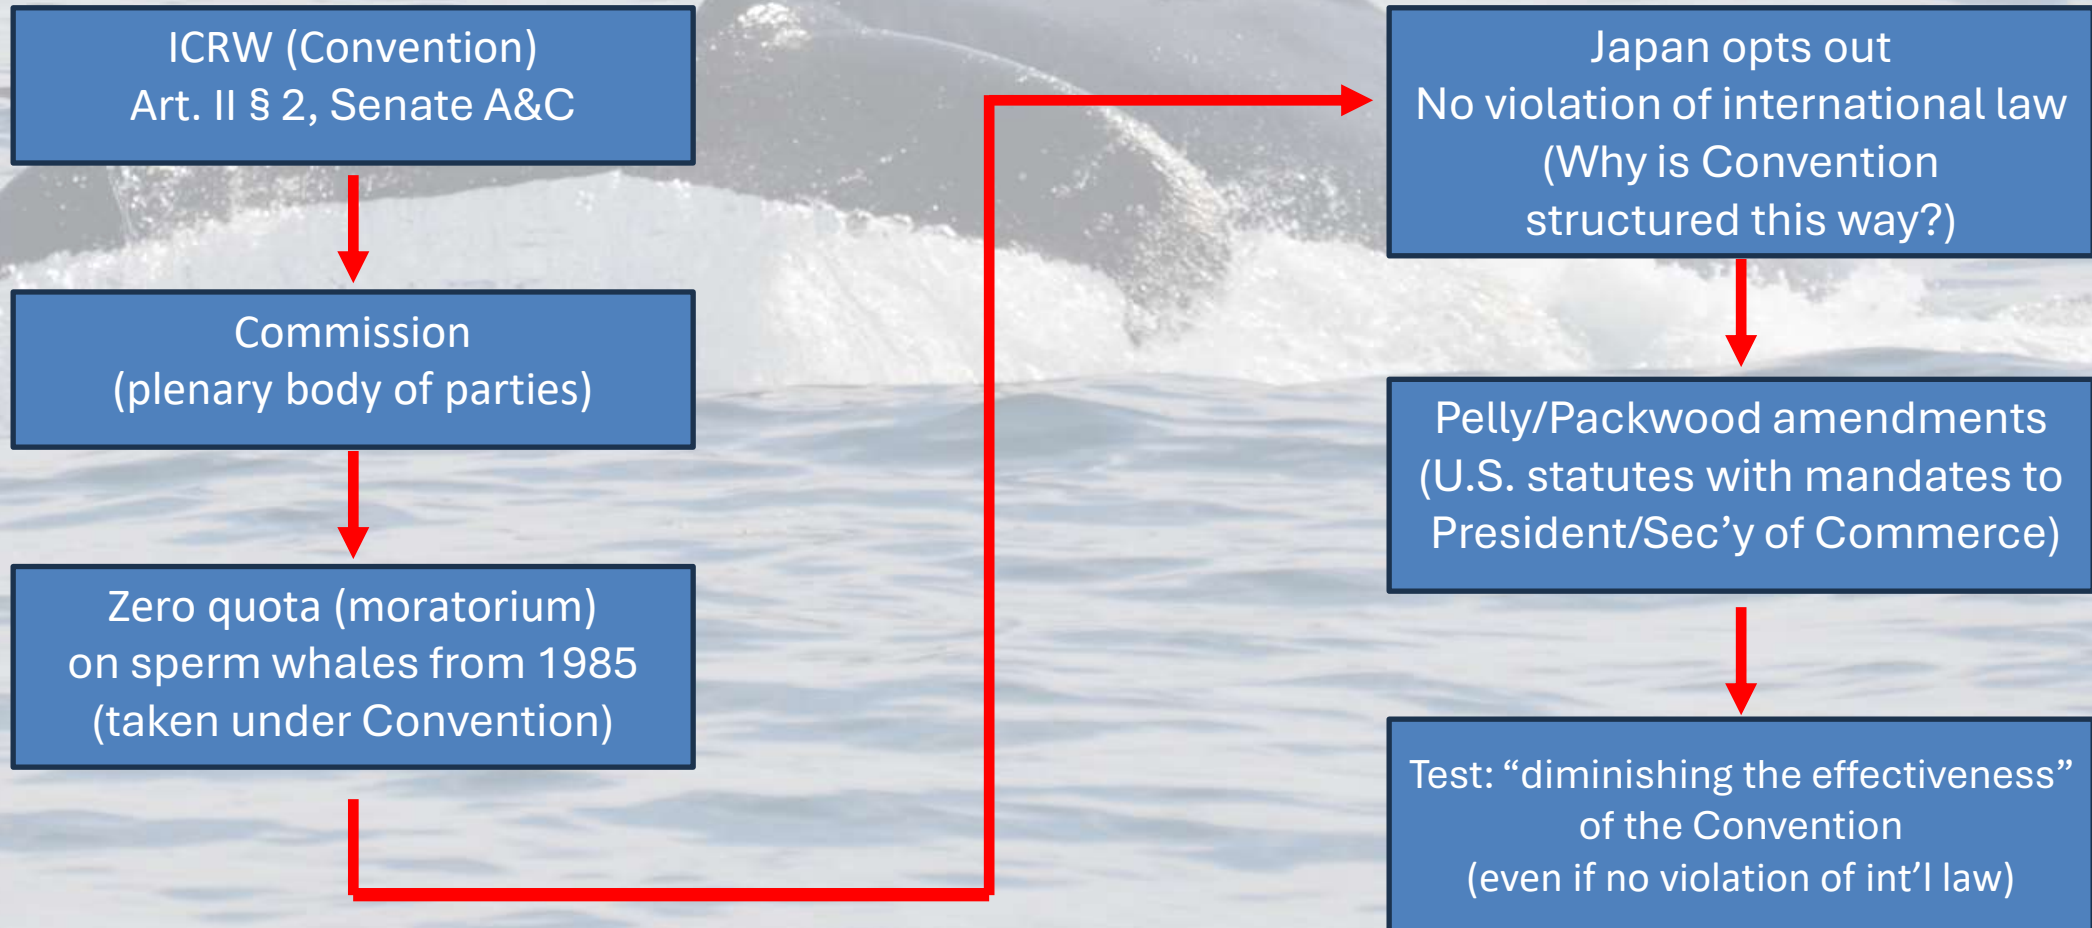 ICRW (Convention)
Art. II § 2, Senate A&C
Commission
(plenary body of parties)
Zero quota (moratorium)
on sperm whales from 1985
(taken under Convention)
Japan opts out
No violation of international law
(Why is Convention
structured this way?)
Pelly/Packwood amendments
(U.S. statutes with mandates to
President/Sec’y of Commerce)
Test: “diminishing the effectiveness”
of the Convention
(even if no violation of int’l law)